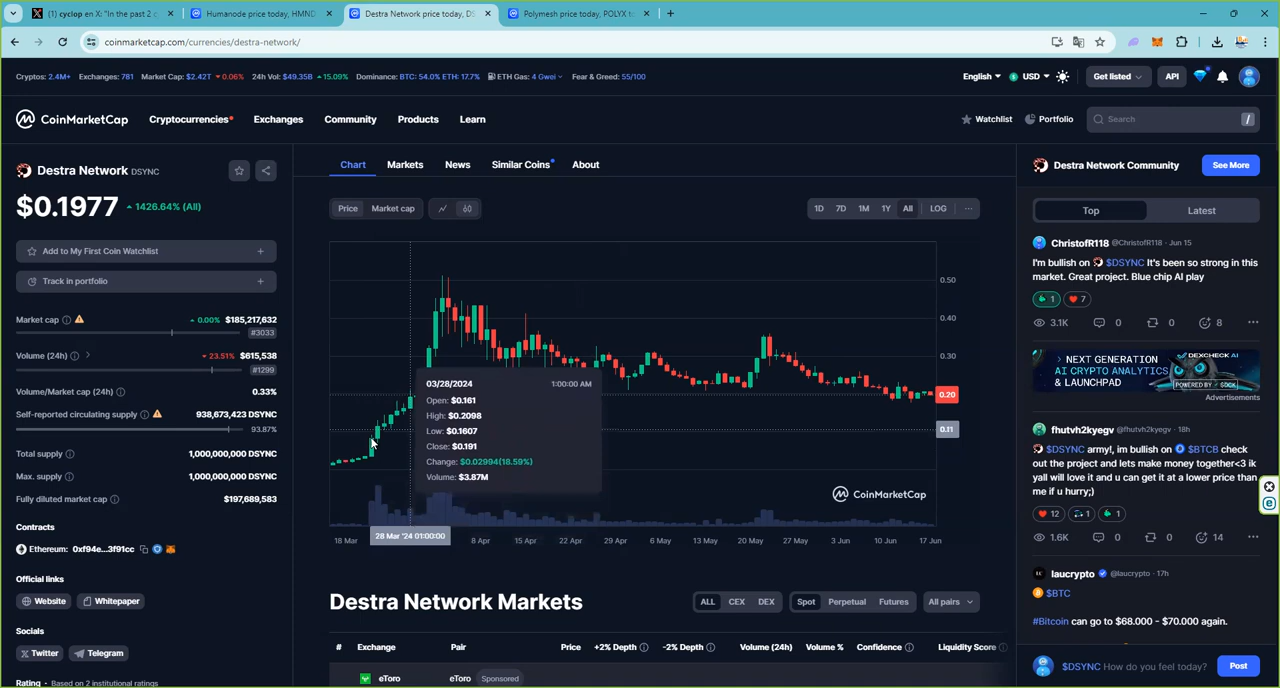 (1) cyclop en X: "In the past 2 c
Humanode price today, HMND
Destra Network price today, DS
Polymesh price today, POLYX to
coinmarketcap.com/currencies/destra-network/
Cryptos: 2.4M+ Exchanges: 781 Market Cap: $2.42T 0.06% 24h Vol: $49.35B 15.09% Dominance: BTC: 54.0% ETH: 17.7% ETH Gas: 4 Gwei Fear & Greed: 55/100
English USD Get listed API
CoinMarketCap Cryptocurrencies Exchanges Community Products Learn
Watchlist Portfolio Search /
Destra Network DSYNC
$0.1977 1426.64% (All)
Add to My First Coin Watchlist +
Track in portfolio +
Market cap $185,217,632 0.00%
#3033
Volume (24h) 23.51% $615,538
#1299
Volume/Market cap (24h) 0.33%
Self-reported circulating supply 938,673,423 DSYNC
93.87%
Total supply 1,000,000,000 DSYNC
Max. supply 1,000,000,000 DSYNC
Fully diluted market cap $197,689,583
Contracts
Ethereum: 0xf94e...3f91cc
Official links
Website Whitepaper
Socials
Twitter Telegram
Rating · Based on 2 institutional ratings
Chart Markets News Similar Coins About
Price Market cap
1D 7D 1M 1Y All LOG ...
0.50
0.40
0.30
0.20
0.11
03/28/2024 1:00:00 AM
Open: $0.161
High: $0.2098
Low: $0.1607
Close: $0.191
Change: $0.02994(18.59%)
Volume: $3.87M
CoinMarketCap
28 Mar '24 01:00:00
18 Mar 8 Apr 15 Apr 22 Apr 29 Apr 6 May 13 May 20 May 27 May 3 Jun 10 Jun 17 Jun
Destra Network Markets
ALL CEX DEX Spot Perpetual Futures All pairs
# Exchange Pair Price +2% Depth -2% Depth Volume (24h) Volume % Confidence Liquidity Score
eToro eToro Sponsored
Destra Network Community See More
Top Latest
ChristofR118 @ChristofR118 · Jun 15
I'm bullish on $DSYNC It's been so strong in this
market. Great project. Blue chip AI play
1 7
3.1K 0 0 8 ...
NEXT GENERATION
AI CRYPTO ANALYTICS
& LAUNCHPAD
DEXCHECK AI
POWERED BY $DCK
Advertisements
fhutvh2kyegv @fhutvh2kyegv · 18h
$DSYNC army!, im bullish on $BTCB check
out the project and lets make money together<3 ik
yall will love it and u can get it at a lower price than
me if u hurry;)
12 1 1
1.6K 0 0 14 ...
laucrypto @laucrypto · 17h
$BTC
#Bitcoin can go to $68.000 - $70.000 again.
$DSYNC How do you feel today? Post